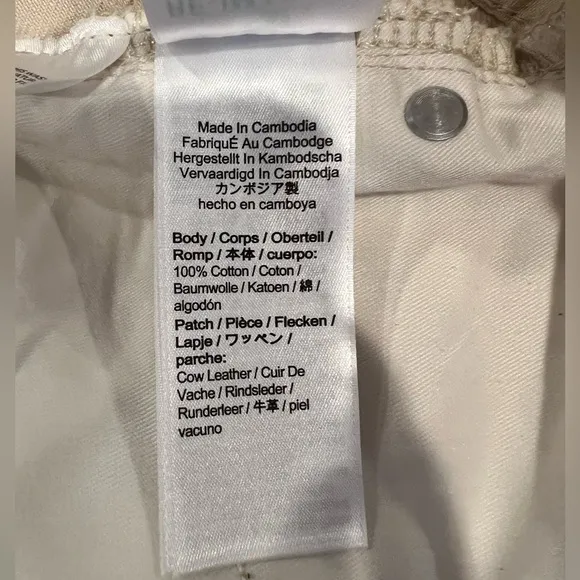 Made In Cambodia
FabriquÉ Au Cambodge
Hergestellt In Kambodscha
Vervaardigd In Cambodja
カンボジア製
hecho en camboya
Body / Corps / Oberteil /
Romp / 本体 / cuerpo:
100% Cotton / Coton /
Baumwolle / Katoen / 綿 /
algodón
Patch / Pièce / Flecken /
Lapje / ワッペン /
parche:
Cow Leather / Cuir De
Vache / Rindsleder /
Runderleer / 牛革 / piel
vacuno